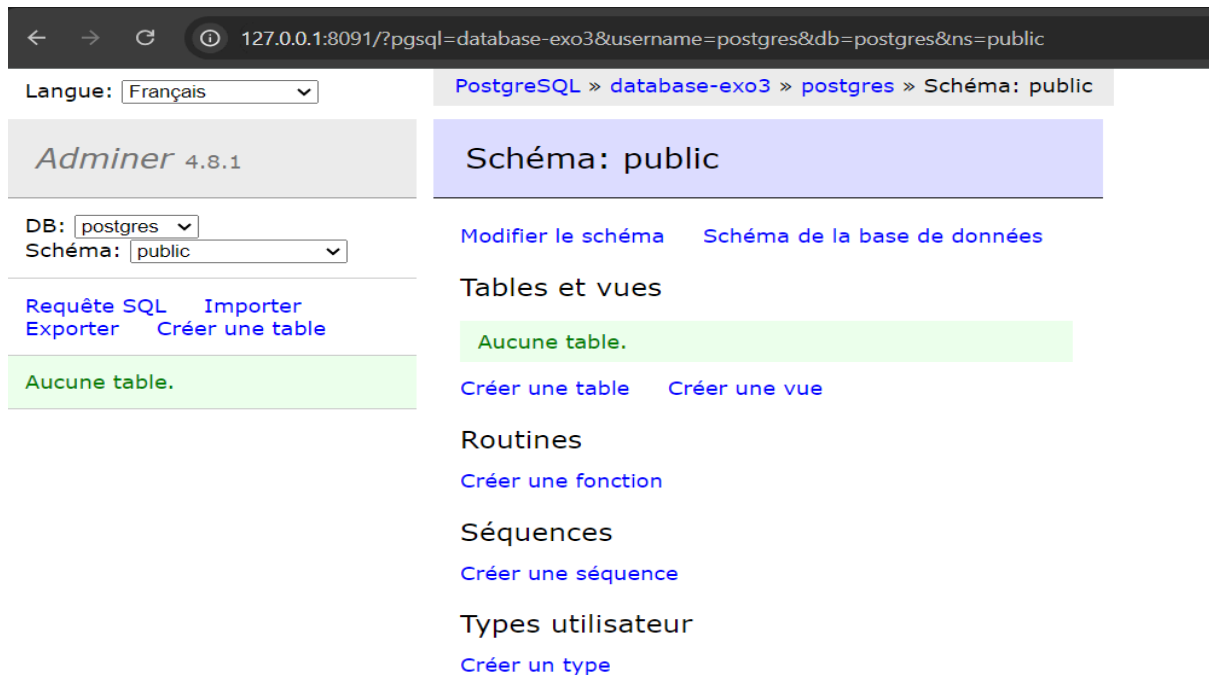 127.0.0.1:8091/?pgsql=database-exo3&username=postgres&db=postgres&ns=public
Langue: Français
PostgreSQL » database-exo3 » postgres » Schéma: public
Adminer 4.8.1
Schéma: public
DB: postgres
Schéma: public
Requête SQL Importer
Exporter Créer une table
Aucune table.
Modifier le schéma Schéma de la base de données
Tables et vues
Aucune table.
Créer une table Créer une vue
Routines
Créer une fonction
Séquences
Créer une séquence
Types utilisateur
Créer un type